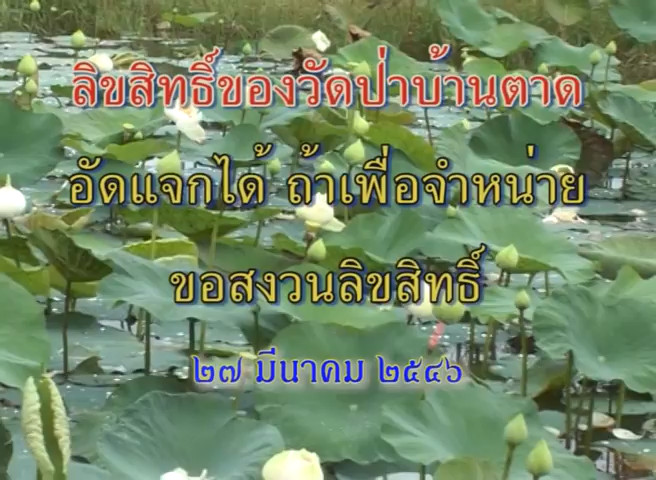 ลิขสิทธิ์ของวัดป่าบ้านตาด
อัดแจกได้ ถ้าเพื่อจำหน่าย
ขอสงวนลิขสิทธิ์
๒๗ มีนาคม ๒๕๔๖